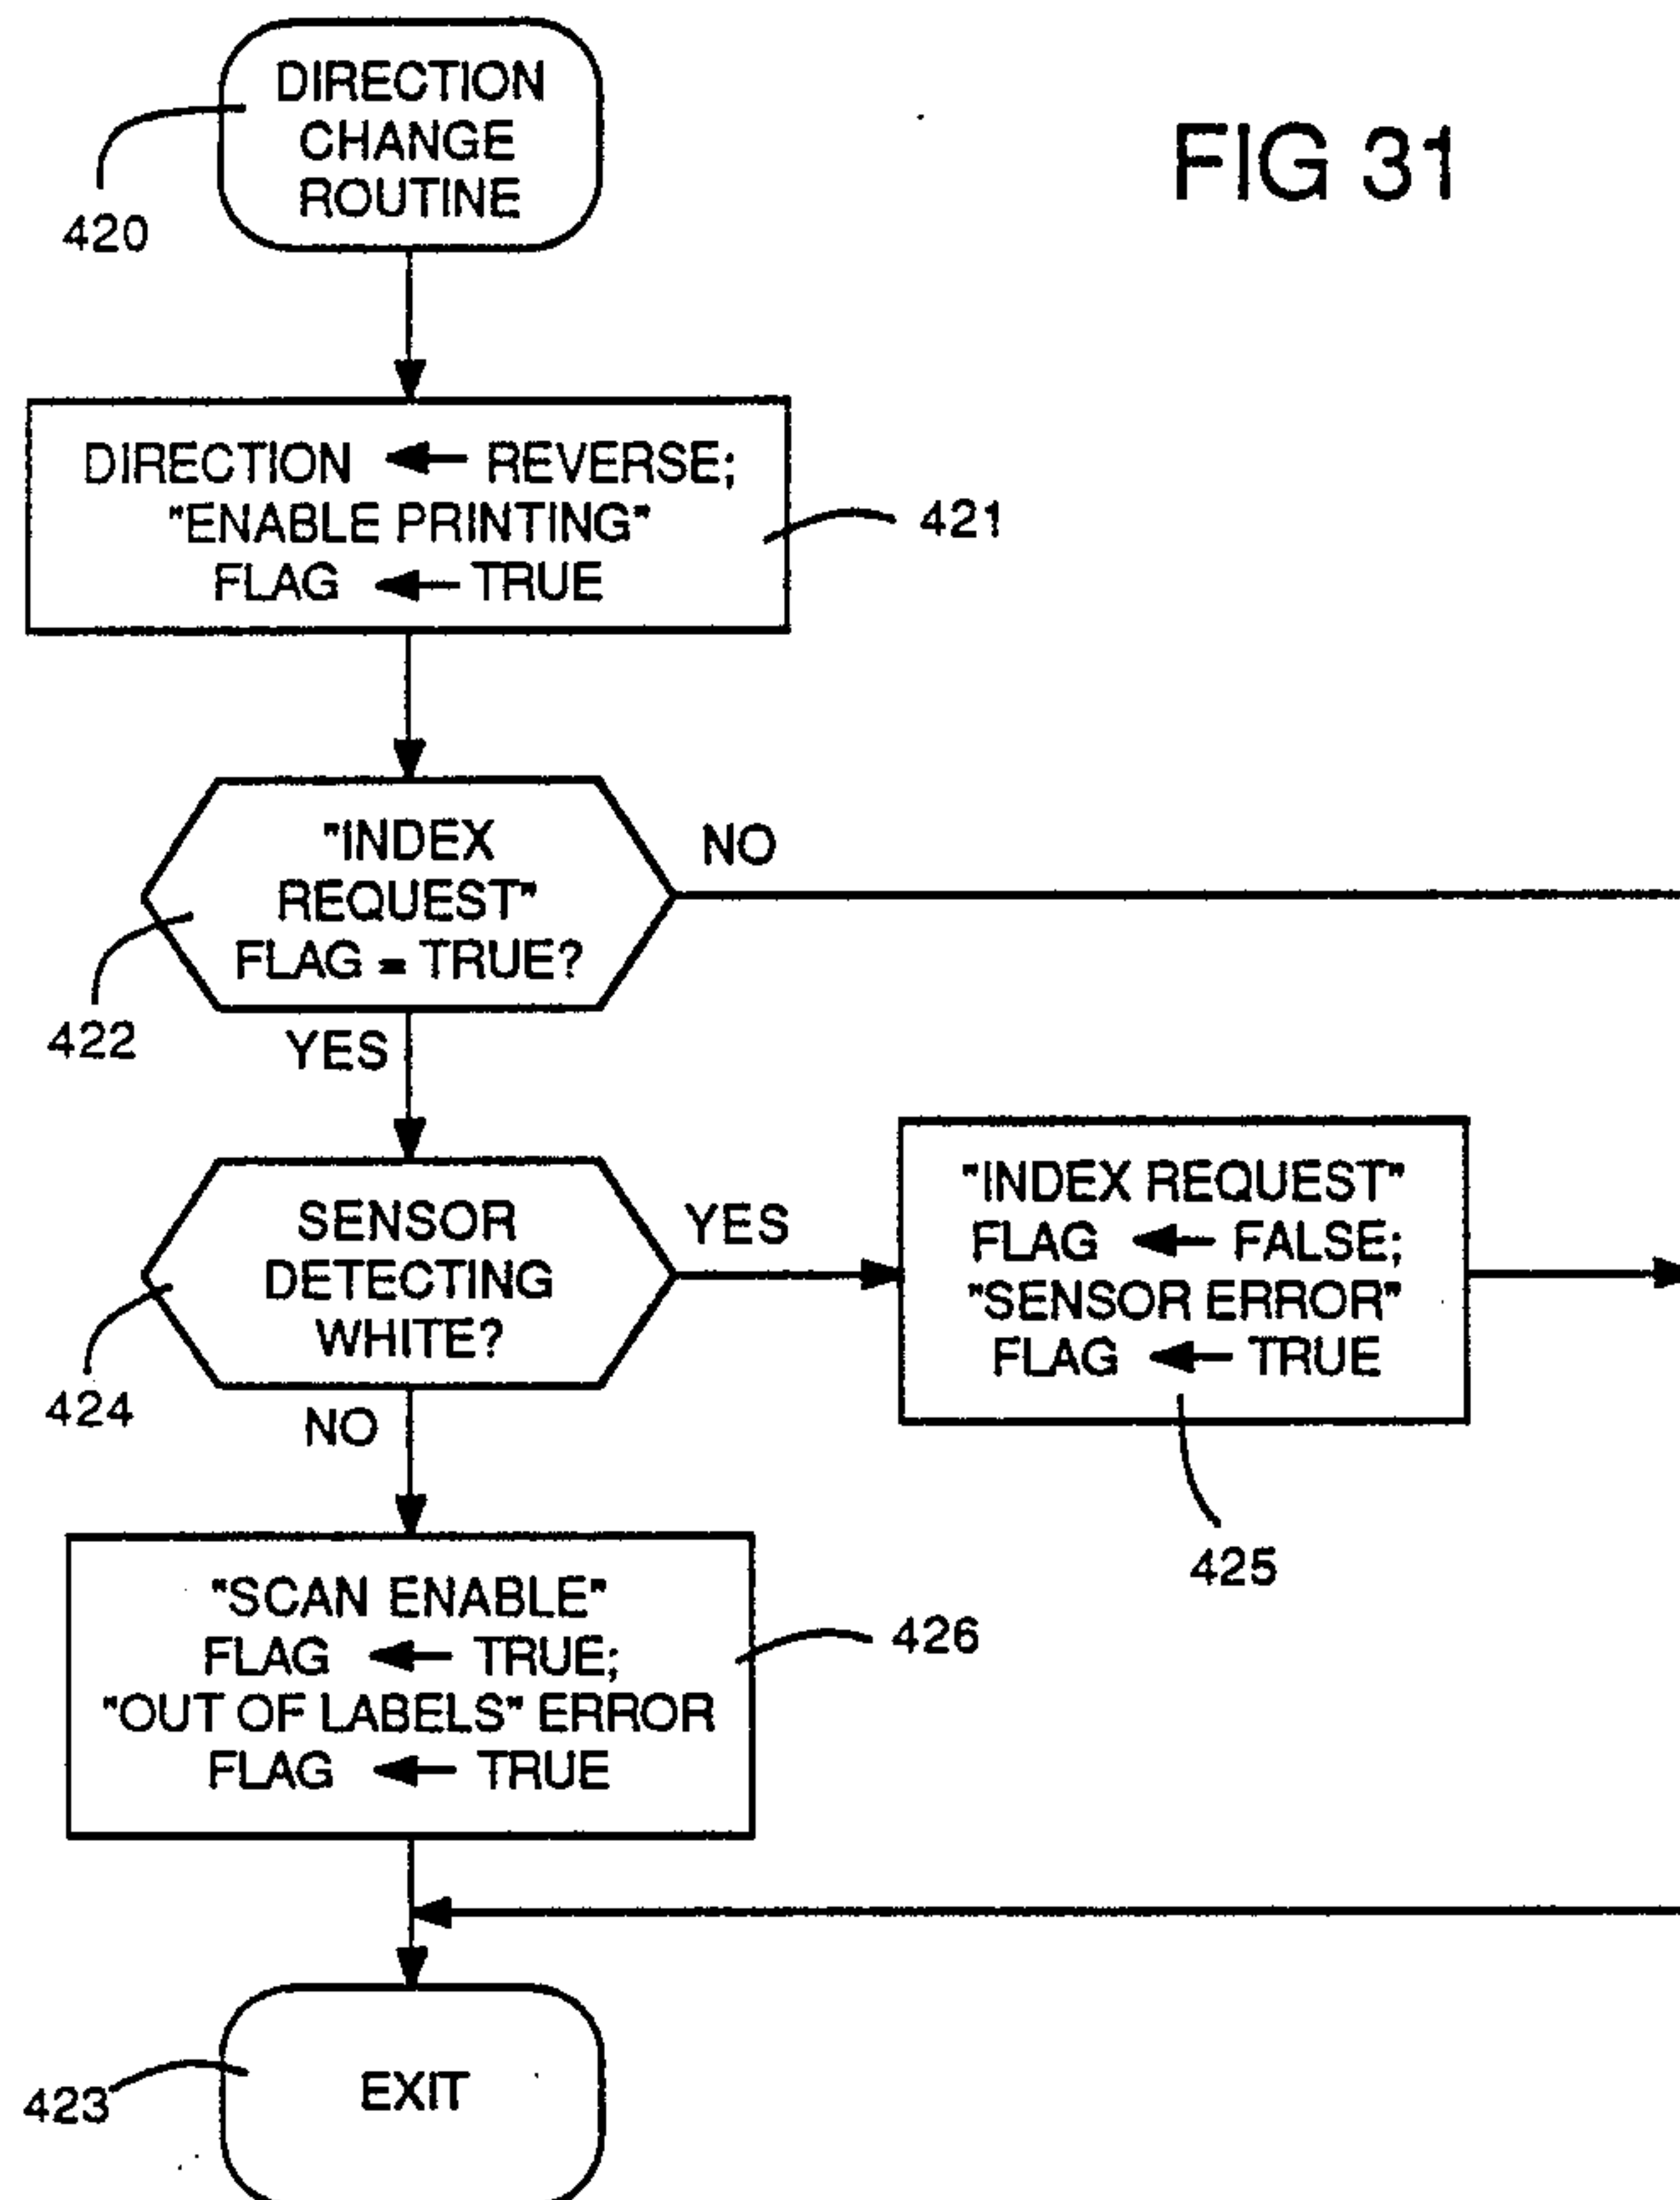 DIRECTION
CHANGE
ROUTINE
FIG 31
420
DIRECTION ← REVERSE;
"ENABLE PRINTING"
FLAG ← TRUE
421
"INDEX
REQUEST"
FLAG = TRUE?
NO
422
YES
SENSOR
DETECTING
WHITE?
YES
424
NO
"INDEX REQUEST"
FLAG ← FALSE;
"SENSOR ERROR"
FLAG ← TRUE
425
"SCAN ENABLE"
FLAG ← TRUE;
"OUT OF LABELS" ERROR
FLAG ← TRUE
426
EXIT
423